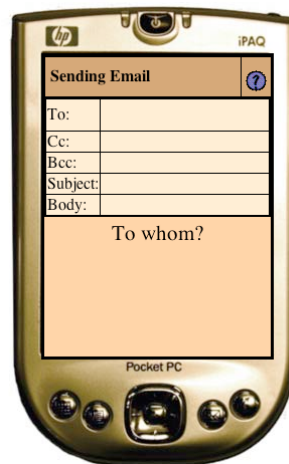 hp
iPAQ
Sending Email
?
To:
Cc:
Bcc:
Subject:
Body:
To whom?
Pocket PC